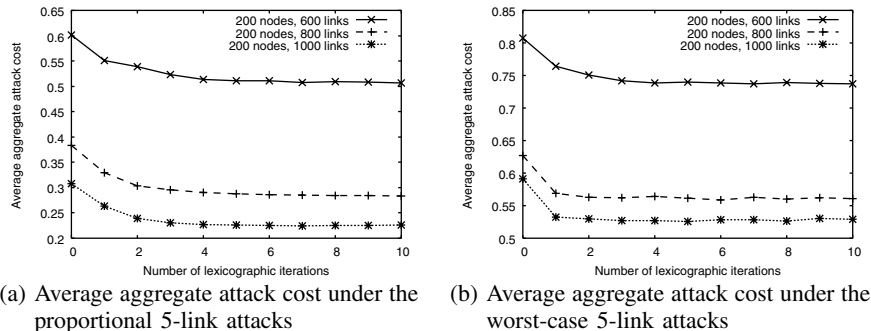 0.65
0.6
0.55
0.5
0.45
0.4
0.35
0.3
0.25
0.2
Average aggregate attack cost
200 nodes, 600 links
200 nodes, 800 links
200 nodes, 1000 links
0 2 4 6 8 10
Number of lexicographic iterations
(a) Average aggregate attack cost under the
proportional 5-link attacks
0.85
0.8
0.75
0.7
0.65
0.6
0.55
0.5
Average aggregate attack cost
200 nodes, 600 links
200 nodes, 800 links
200 nodes, 1000 links
0 2 4 6 8 10
Number of lexicographic iterations
(b) Average aggregate attack cost under the
worst-case 5-link attacks